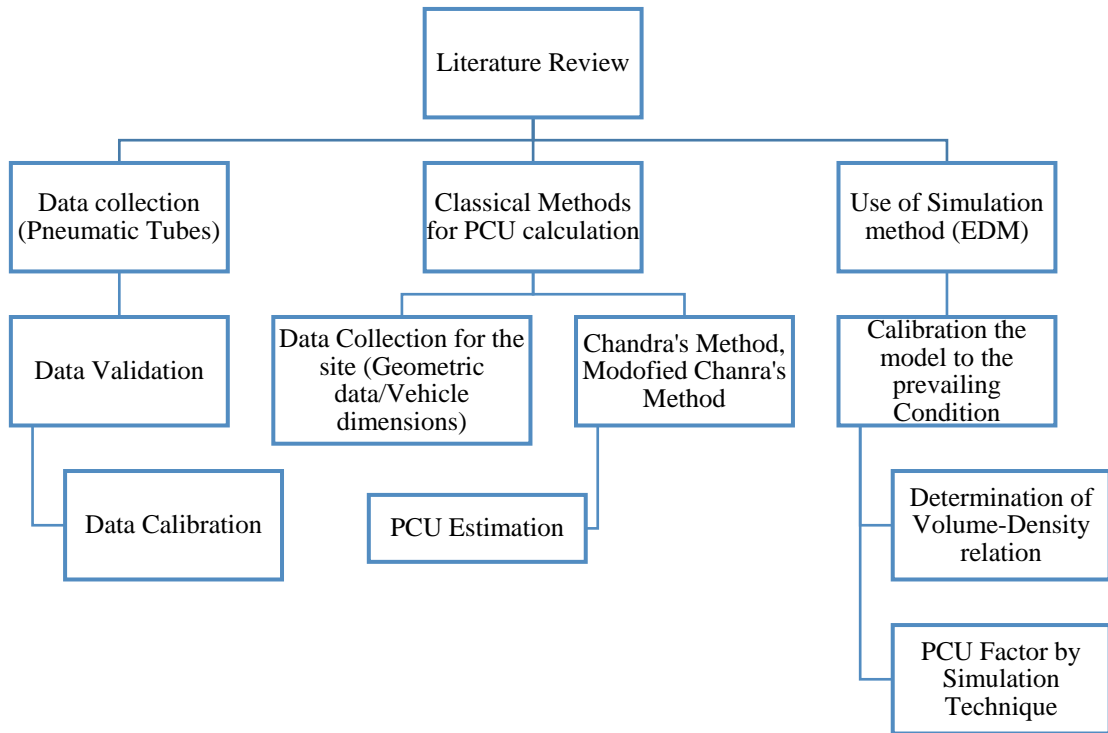 Literature Review
Data collection
(Pneumatic Tubes)
Classical Methods
for PCU calculation
Use of Simulation
method (EDM)
Data Validation
Data Collection for the
site (Geometric
data/Vehicle
dimensions)
Chandra's Method,
Modofied Chanra's
Method
Calibration the
model to the
prevailing
Condition
Data Calibration
PCU Estimation
Determination of
Volume-Density
relation
PCU Factor by
Simulation
Technique